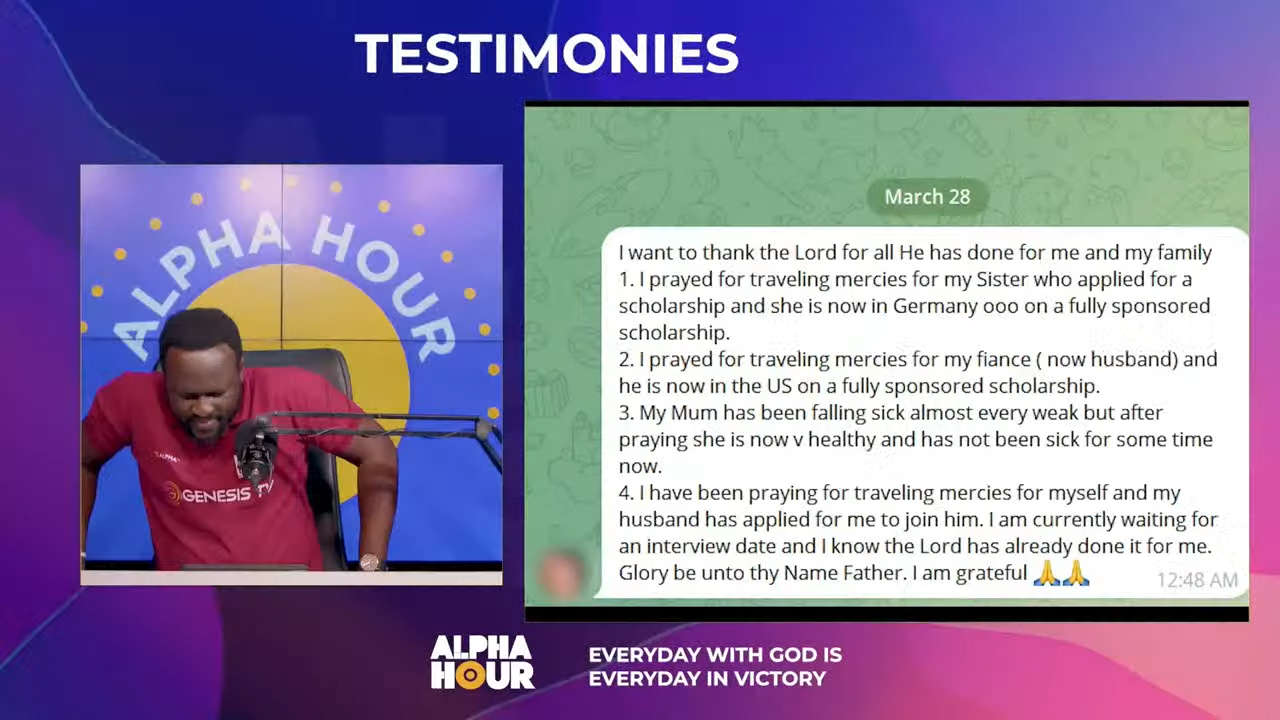 TESTIMONIES
ALPHA HOUR
GENESIS TV
March 28
I want to thank the Lord for all He has done for me and my family
1. I prayed for traveling mercies for my Sister who applied for a
scholarship and she is now in Germany ooo on a fully sponsored
scholarship.
2. I prayed for traveling mercies for my fiance ( now husband) and
he is now in the US on a fully sponsored scholarship.
3. My Mum has been falling sick almost every weak but after
praying she is now v healthy and has not been sick for some time
now.
4. I have been praying for traveling mercies for myself and my
husband has applied for me to join him. I am currently waiting for
an interview date and I know the Lord has already done it for me.
Glory be unto thy Name Father. I am grateful 🙏🙏
12:48 AM
ALPHA
HOUR
EVERYDAY WITH GOD IS
EVERYDAY IN VICTORY